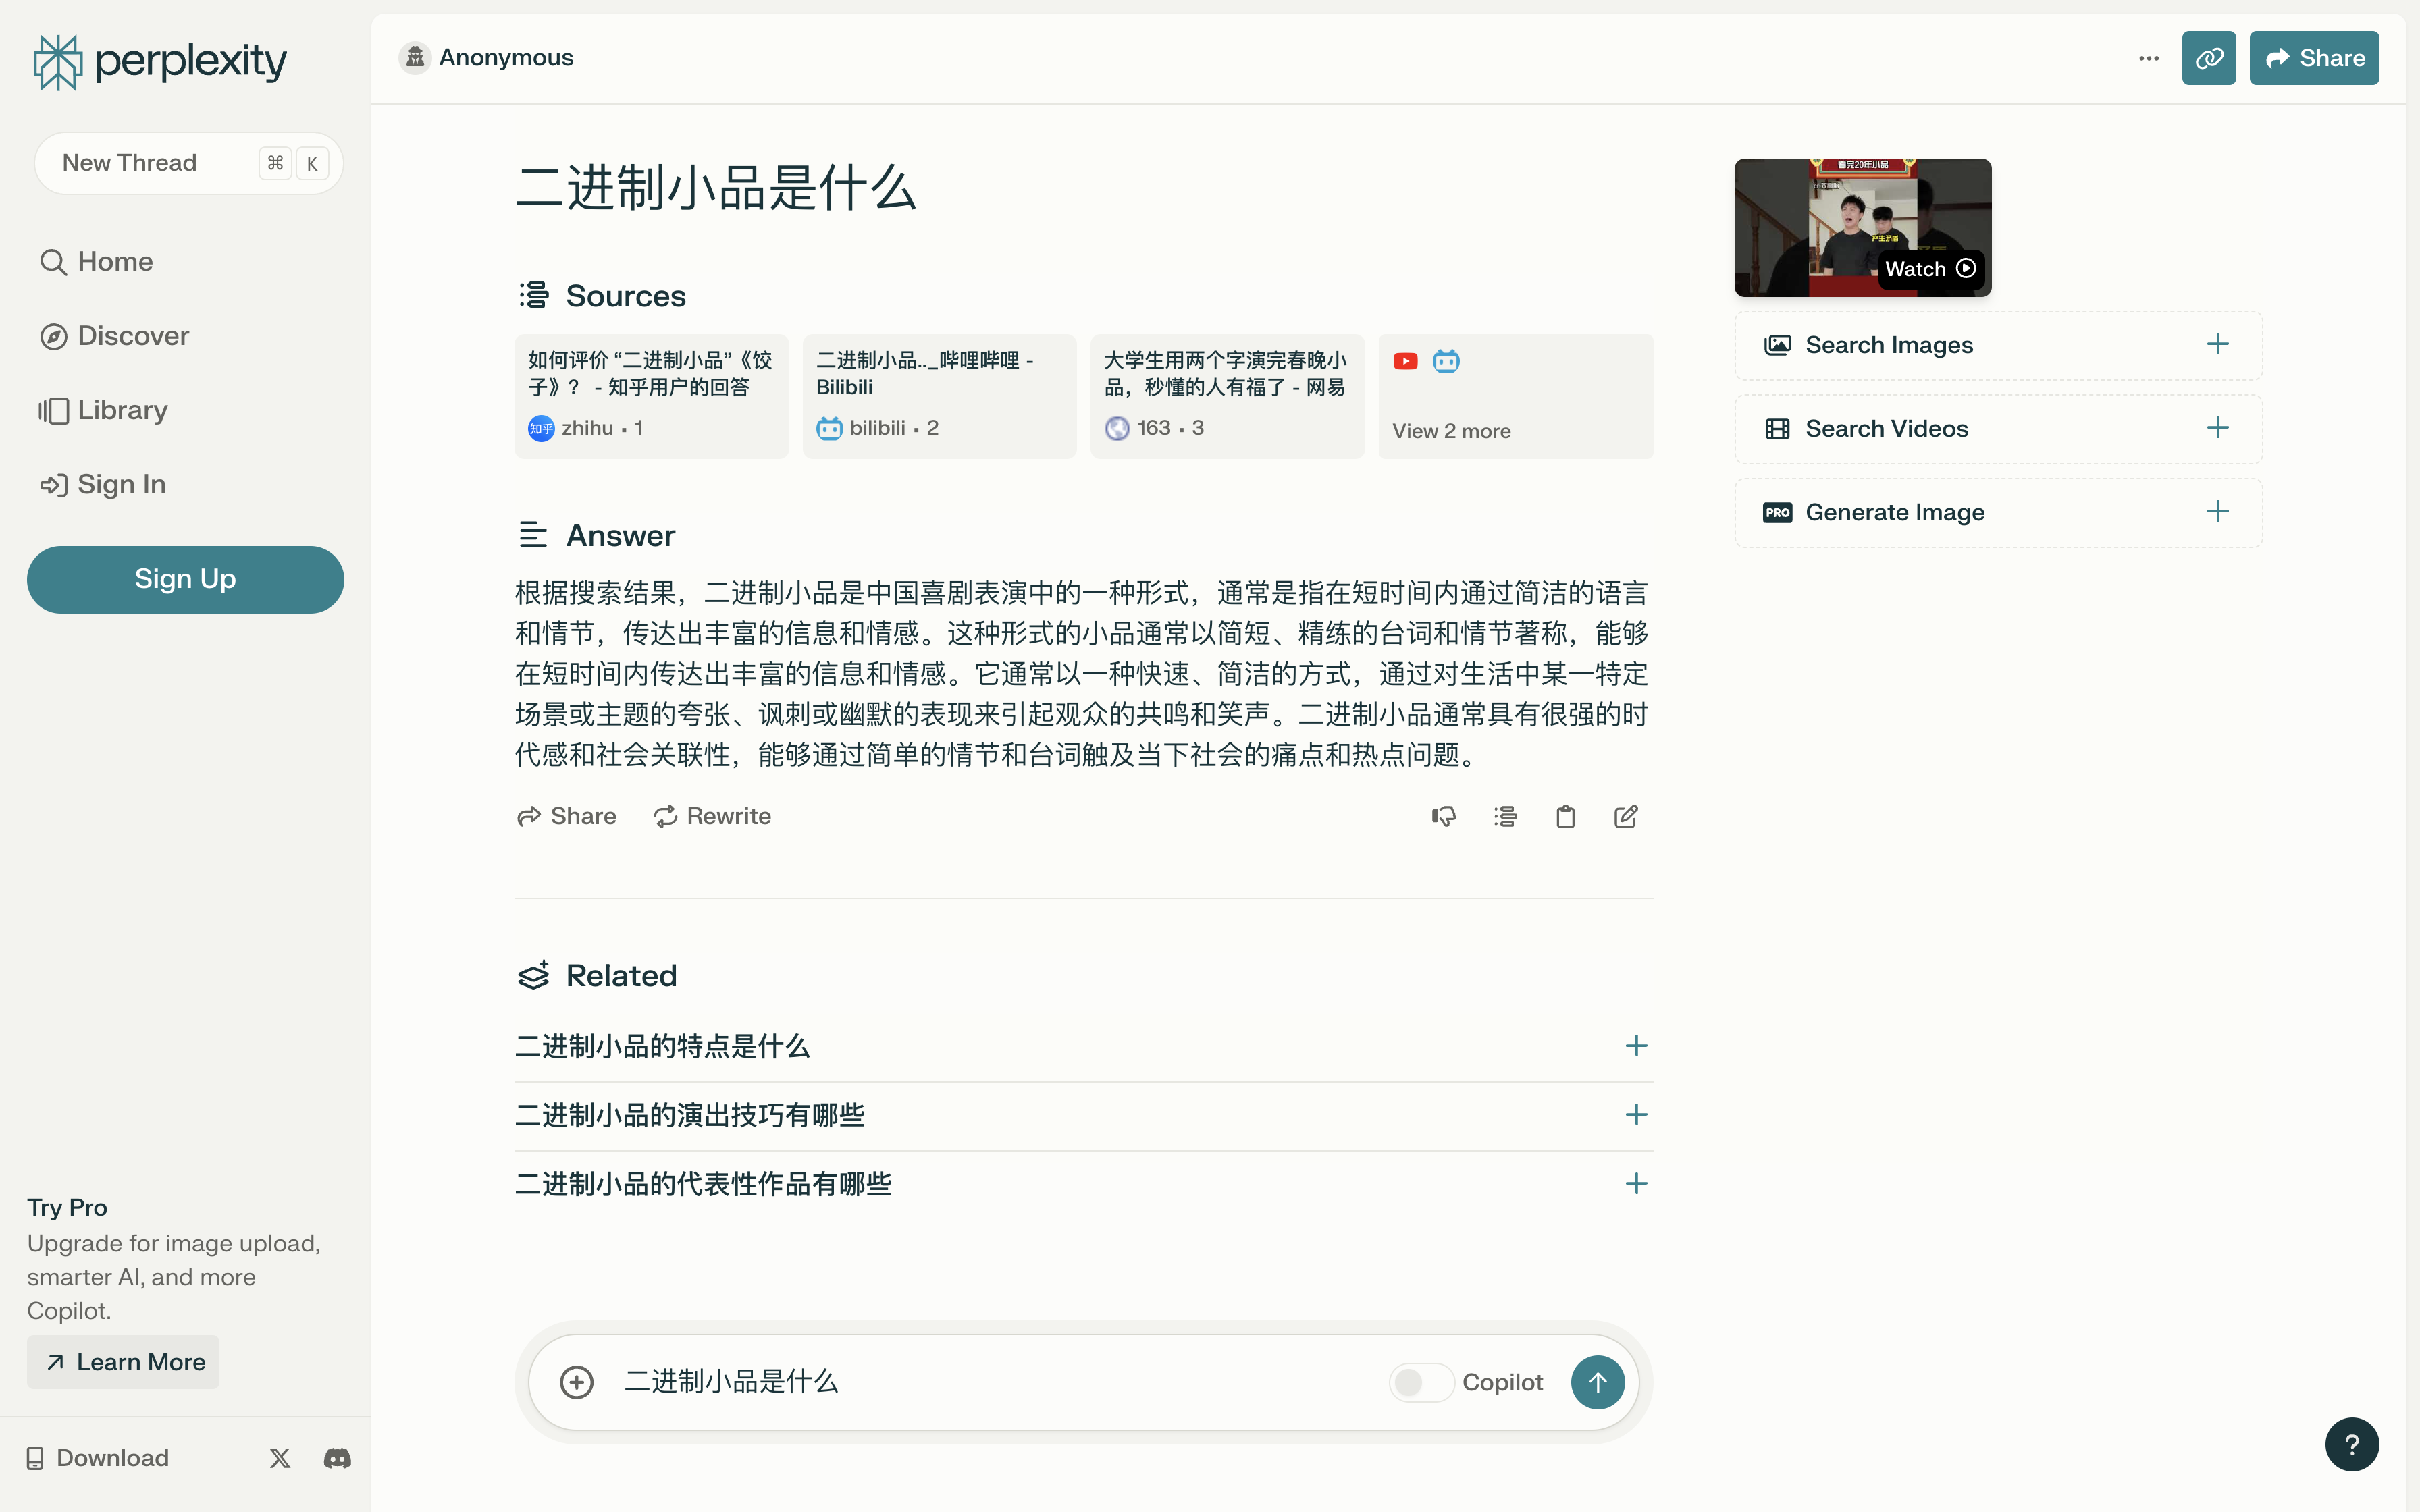 perplexity
New Thread ⌘ K
Home
Discover
Library
Sign In
Sign Up
Try Pro
Upgrade for image upload,
smarter AI, and more
Copilot.
Learn More
Download
Anonymous
Share
二进制小品是什么
Sources
如何评价 “二进制小品”《饺
子》？ - 知乎用户的回答
知乎 zhihu · 1
二进制小品.._哔哩哔哩 -
Bilibili
bilibili · 2
大学生用两个字演完春晚小
品，秒懂的人有福了 - 网易
163 · 3
View 2 more
Answer
根据搜索结果，二进制小品是中国喜剧表演中的一种形式，通常是指在短时间内通过简洁的语言
和情节，传达出丰富的信息和情感。这种形式的小品通常以简短、精练的台词和情节著称，能够
在短时间内传达出丰富的信息和情感。它通常以一种快速、简洁的方式，通过对生活中某一特定
场景或主题的夸张、讽刺或幽默的表现来引起观众的共鸣和笑声。二进制小品通常具有很强的时
代感和社会关联性，能够通过简单的情节和台词触及当下社会的痛点和热点问题。
Share
Rewrite
Related
二进制小品的特点是什么
二进制小品的演出技巧有哪些
二进制小品的代表性作品有哪些
二进制小品是什么
Copilot
看完20年小品
产生矛盾
Watch
Search Images
Search Videos
PRO Generate Image
?